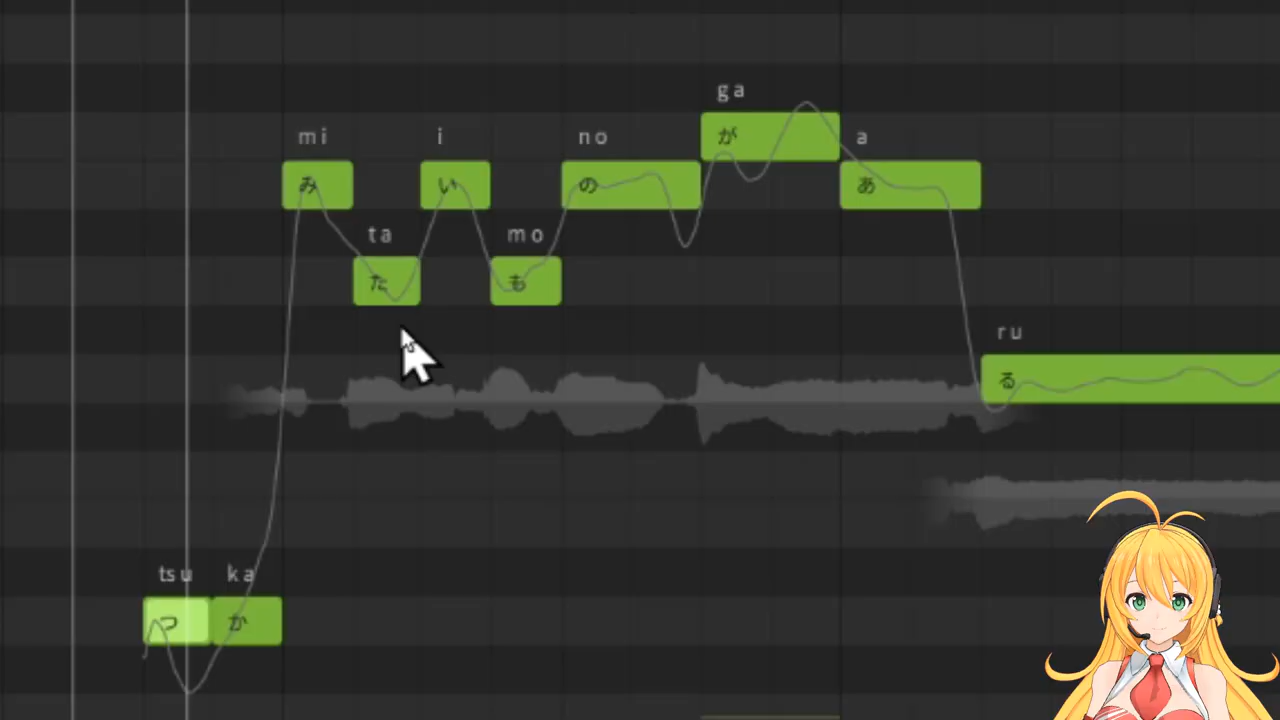 ga
が
mi i no a
み い の あ
ta mo
た も
ru
る
tsu ka
つ か